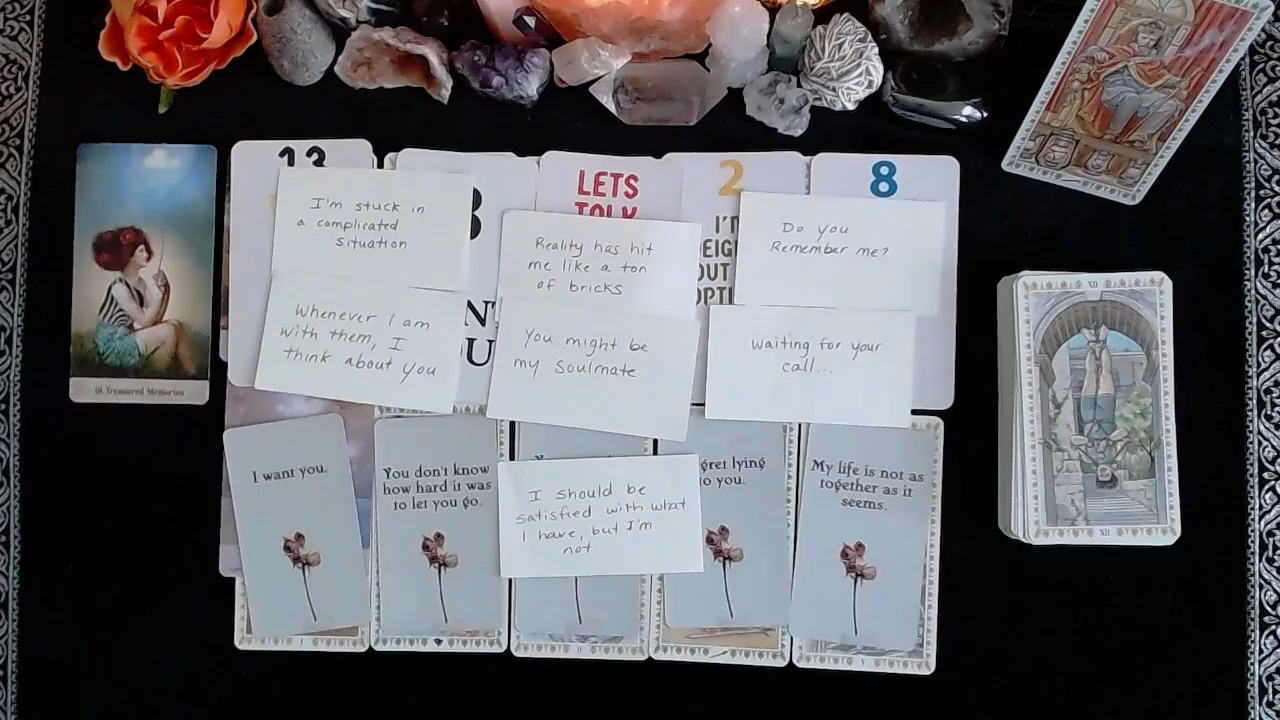 13
LETS
TALK
2
8
I'm stuck in
a complicated
situation
Reality has hit
me like a ton
of bricks
Do you
Remember me?
Whenever I am
with them, I
think about you
You might be
my soulmate
waiting for your
call...
18 Treasured Memories
I want you.
You don't know
how hard it was
to let you go.
I should be
satisfied with what
I have, but I'm
not
lying
you.
My life is not as
together as it
seems.
XII
XII